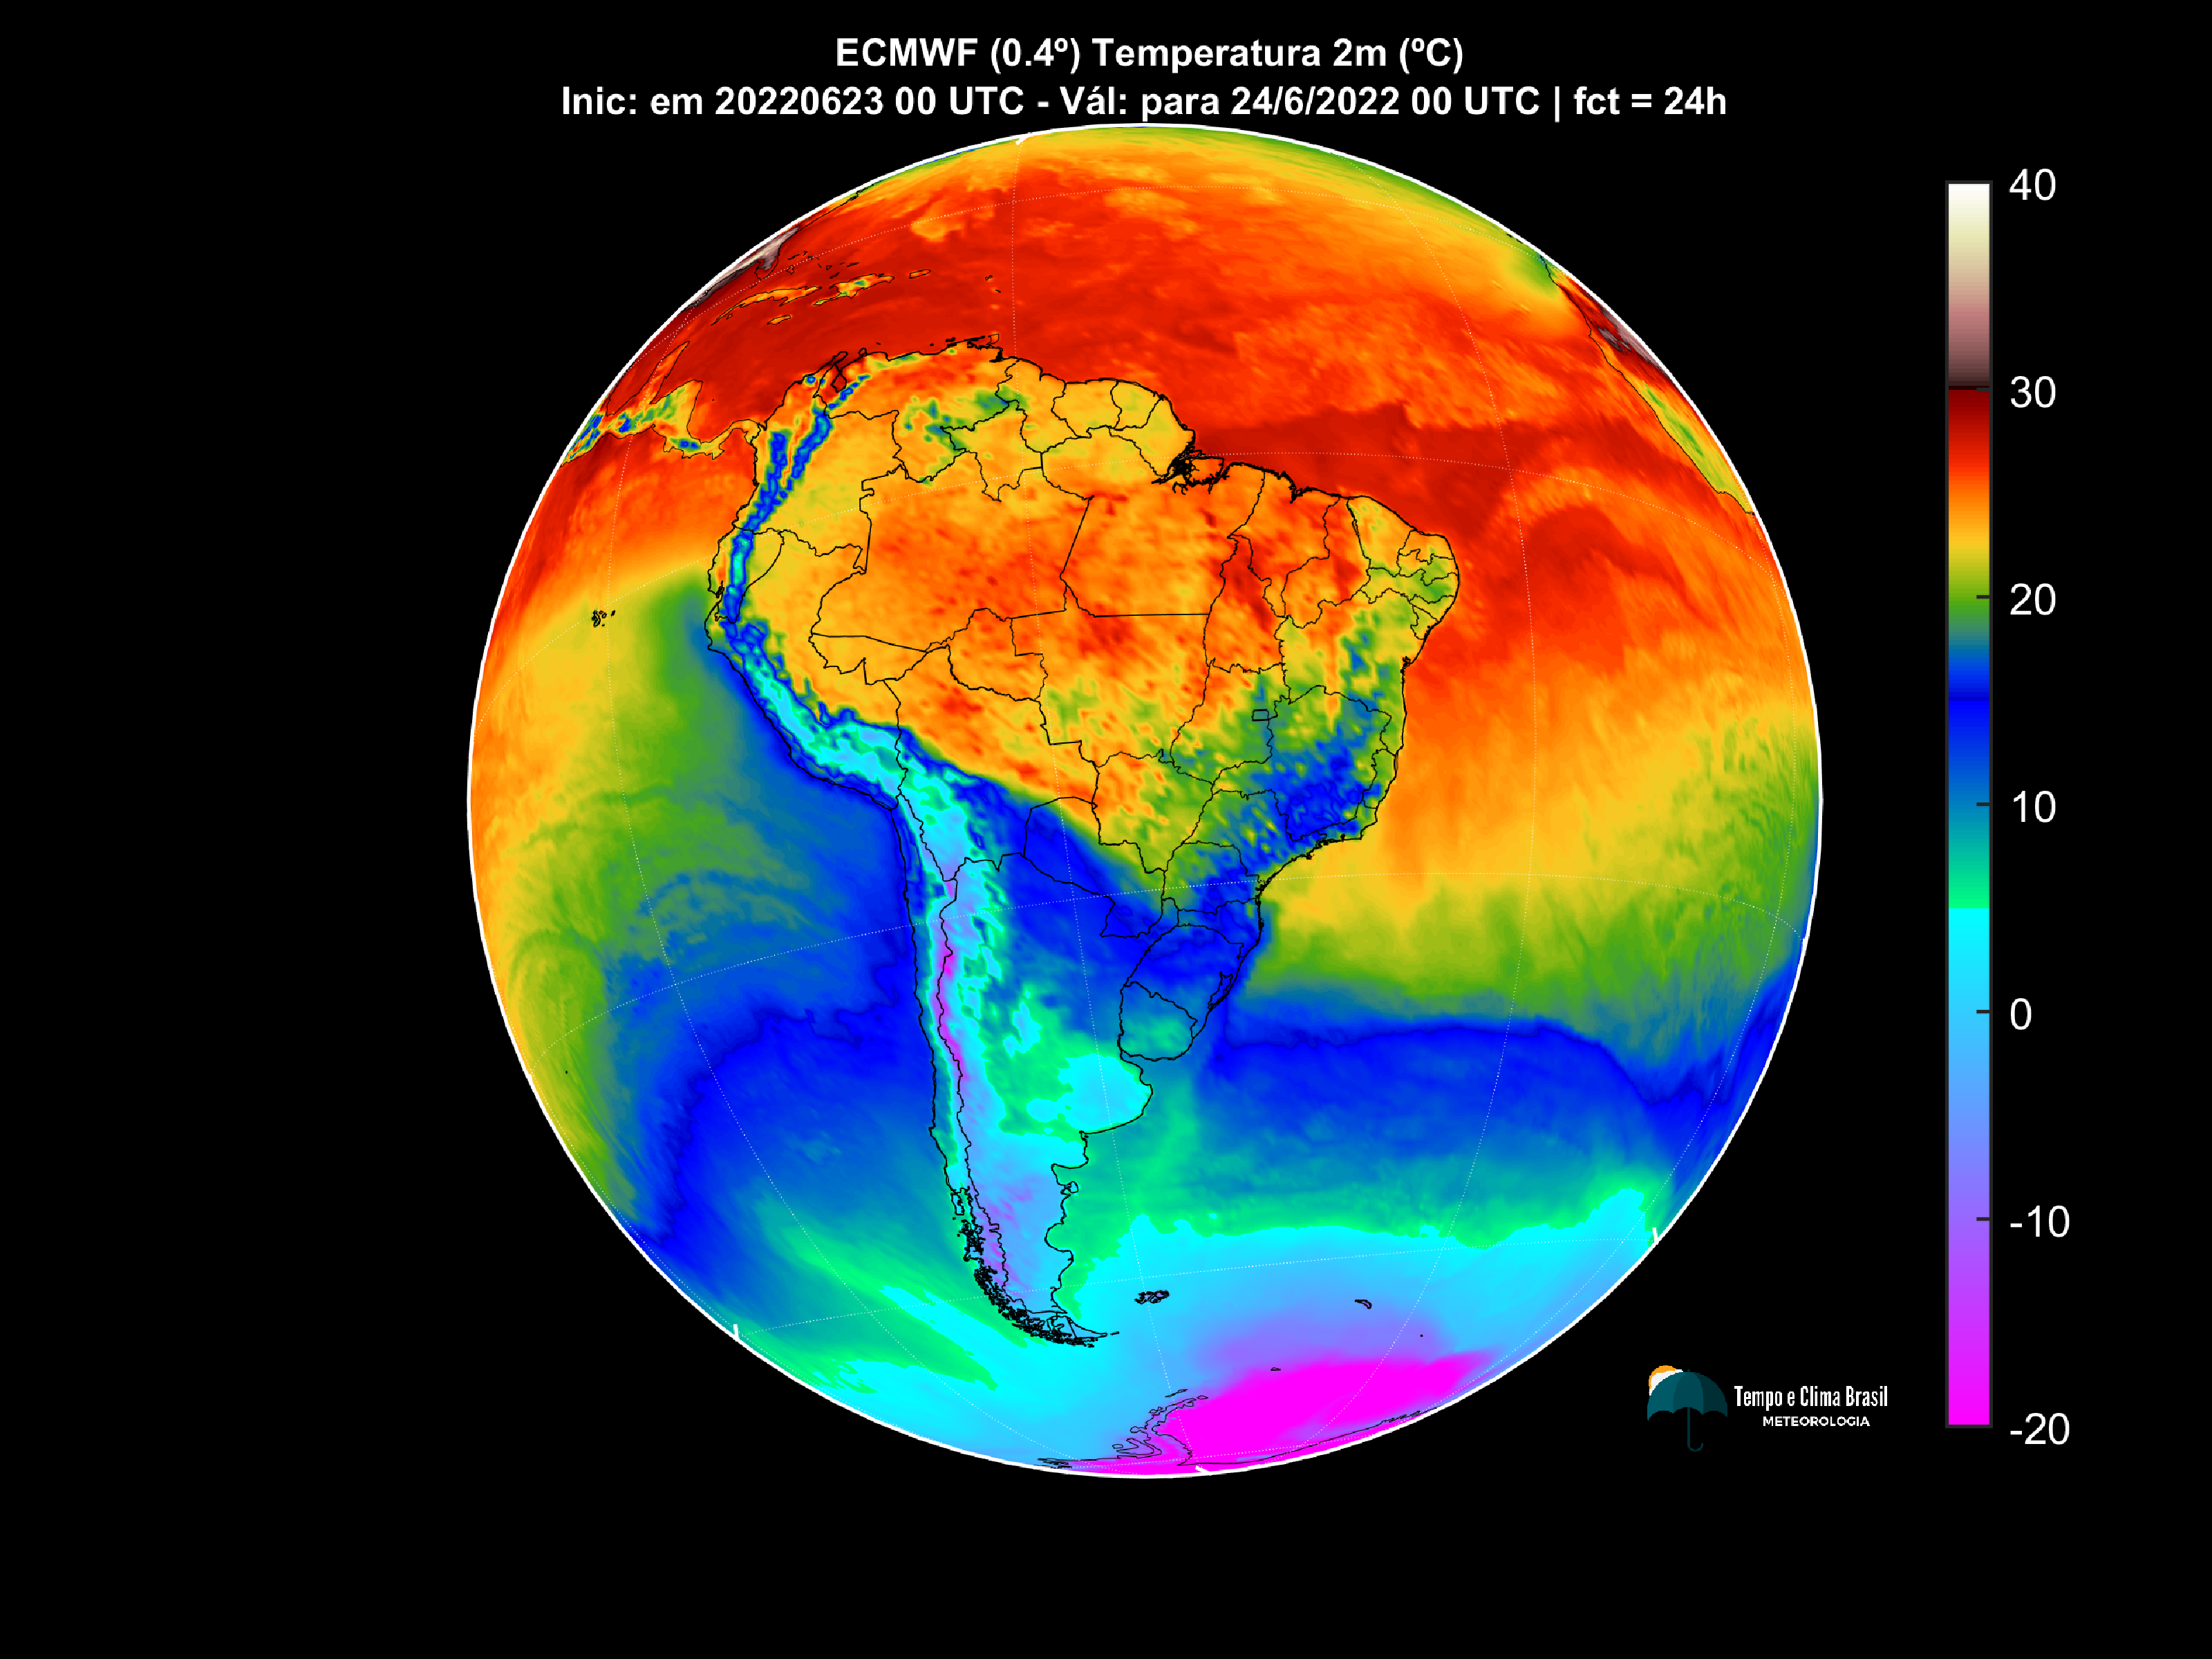 ECMWF (0.4º) Temperatura 2m (ºC)
Inic: em 20220623 00 UTC - Vál: para 24/6/2022 00 UTC | fct = 24h
40
30
20
10
0
-10
-20
Tempo e Clima Brasil
METEOROLOGIA